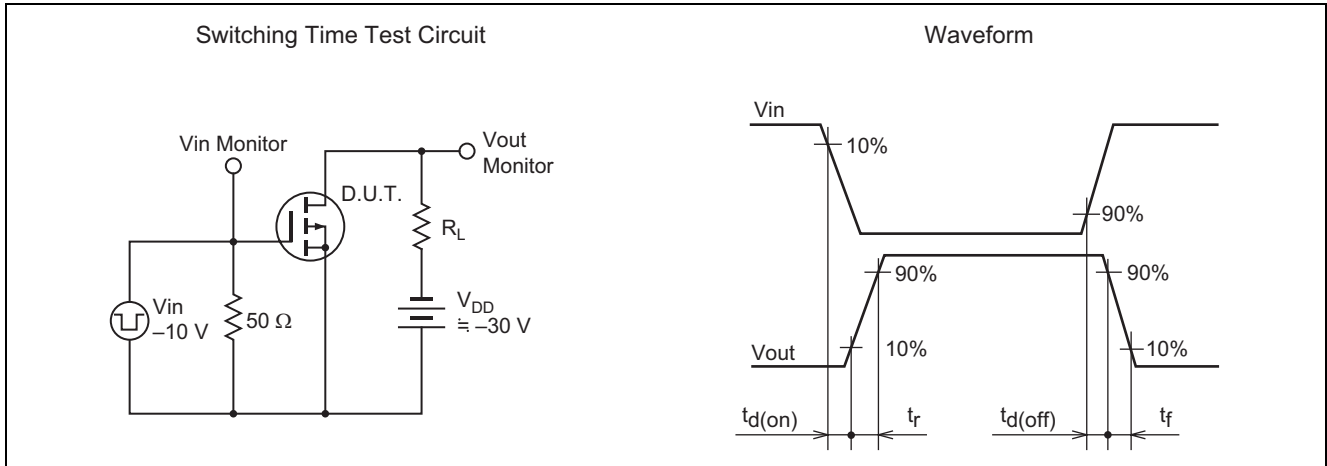 Switching Time Test Circuit
Vin Monitor
D.U.T.
Vout
Monitor
RL
Vin
–10 V
50 Ω
VDD
≒ –30 V
Waveform
Vin
10%
90%
90%
90%
Vout
10%
10%
td(on)
tr
td(off)
tf